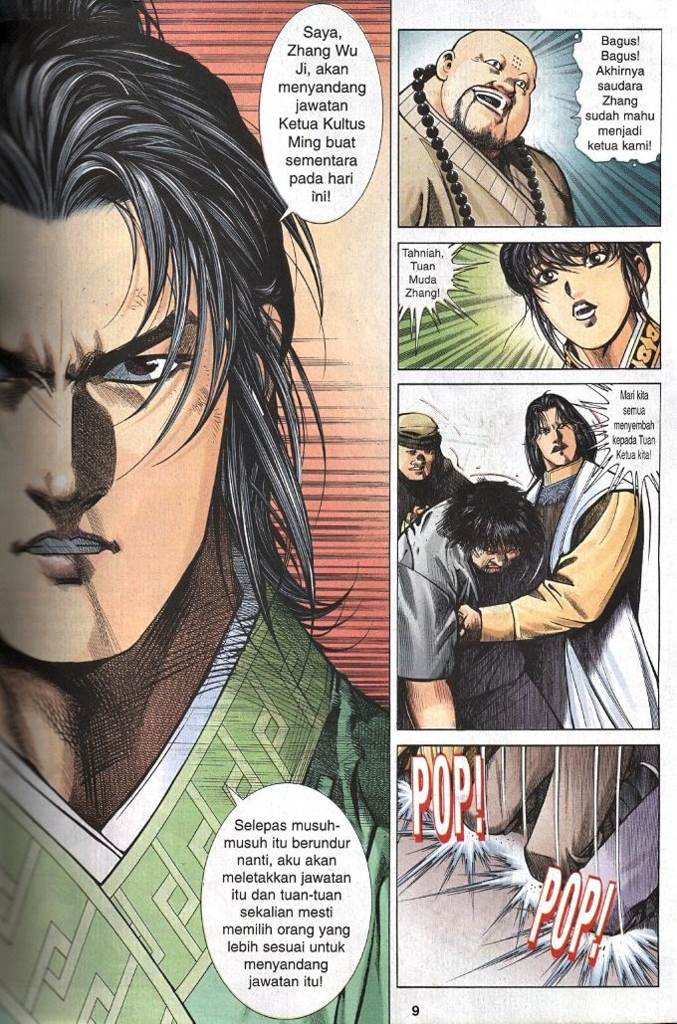 Saya,
Zhang Wu
Ji, akan
menyandang
jawatan
Ketua Kultus
Ming buat
sementara
pada hari
ini!
Selepas musuh-
musuh itu berundur
nanti, aku akan
meletakkan jawatan
itu dan tuan-tuan
sekalian mesti
memilih orang yang
lebih sesuai untuk
menyandang
jawatan itu!
Bagus!
Bagus!
Akhirnya
saudara
Zhang
sudah mahu
menjadi
ketua kami!
Tahniah,
Tuan
Muda
Zhang!
Mari kita
semua
menyembah
kepada Tuan
Ketua kita!
POP!
POP!
9